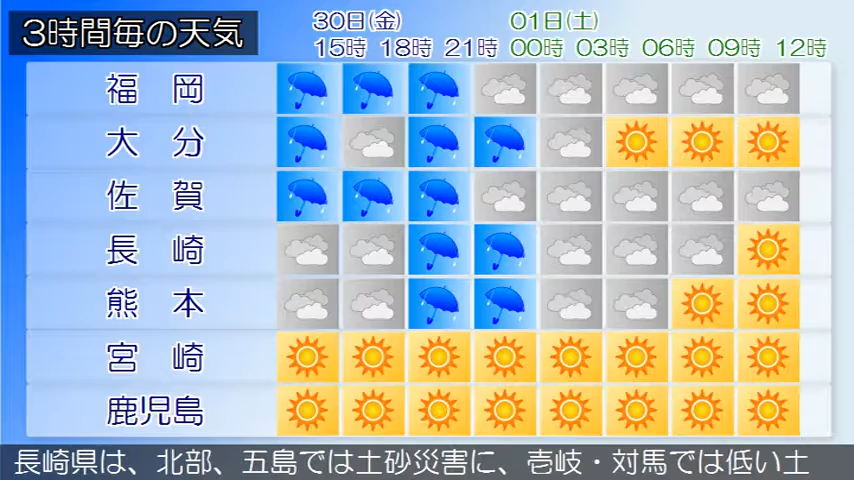 3時間毎の天気
30日(金) 01日(土)
15時 18時 21時 00時 03時 06時 09時 12時
福岡
大分
佐賀
長崎
熊本
宮崎
鹿児島
長崎県は、北部、五島では土砂災害に、壱岐・対馬では低い土